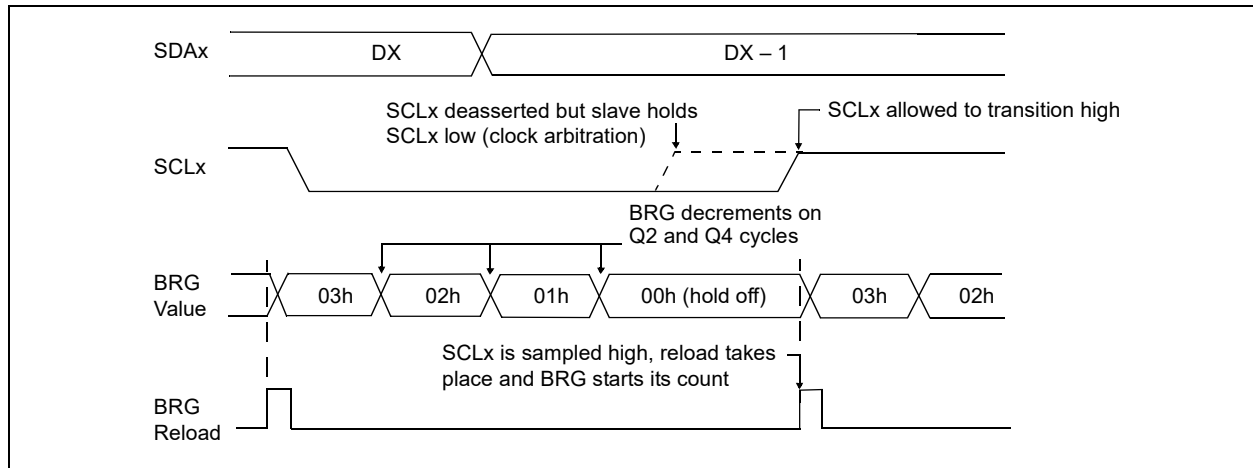 SDAx
DX
DX – 1
SCLx deasserted but slave holds
SCLx low (clock arbitration)
SCLx allowed to transition high
SCLx
BRG decrements on
Q2 and Q4 cycles
BRG
Value
03h
02h
01h
00h (hold off)
03h
02h
SCLx is sampled high, reload takes
place and BRG starts its count
BRG
Reload